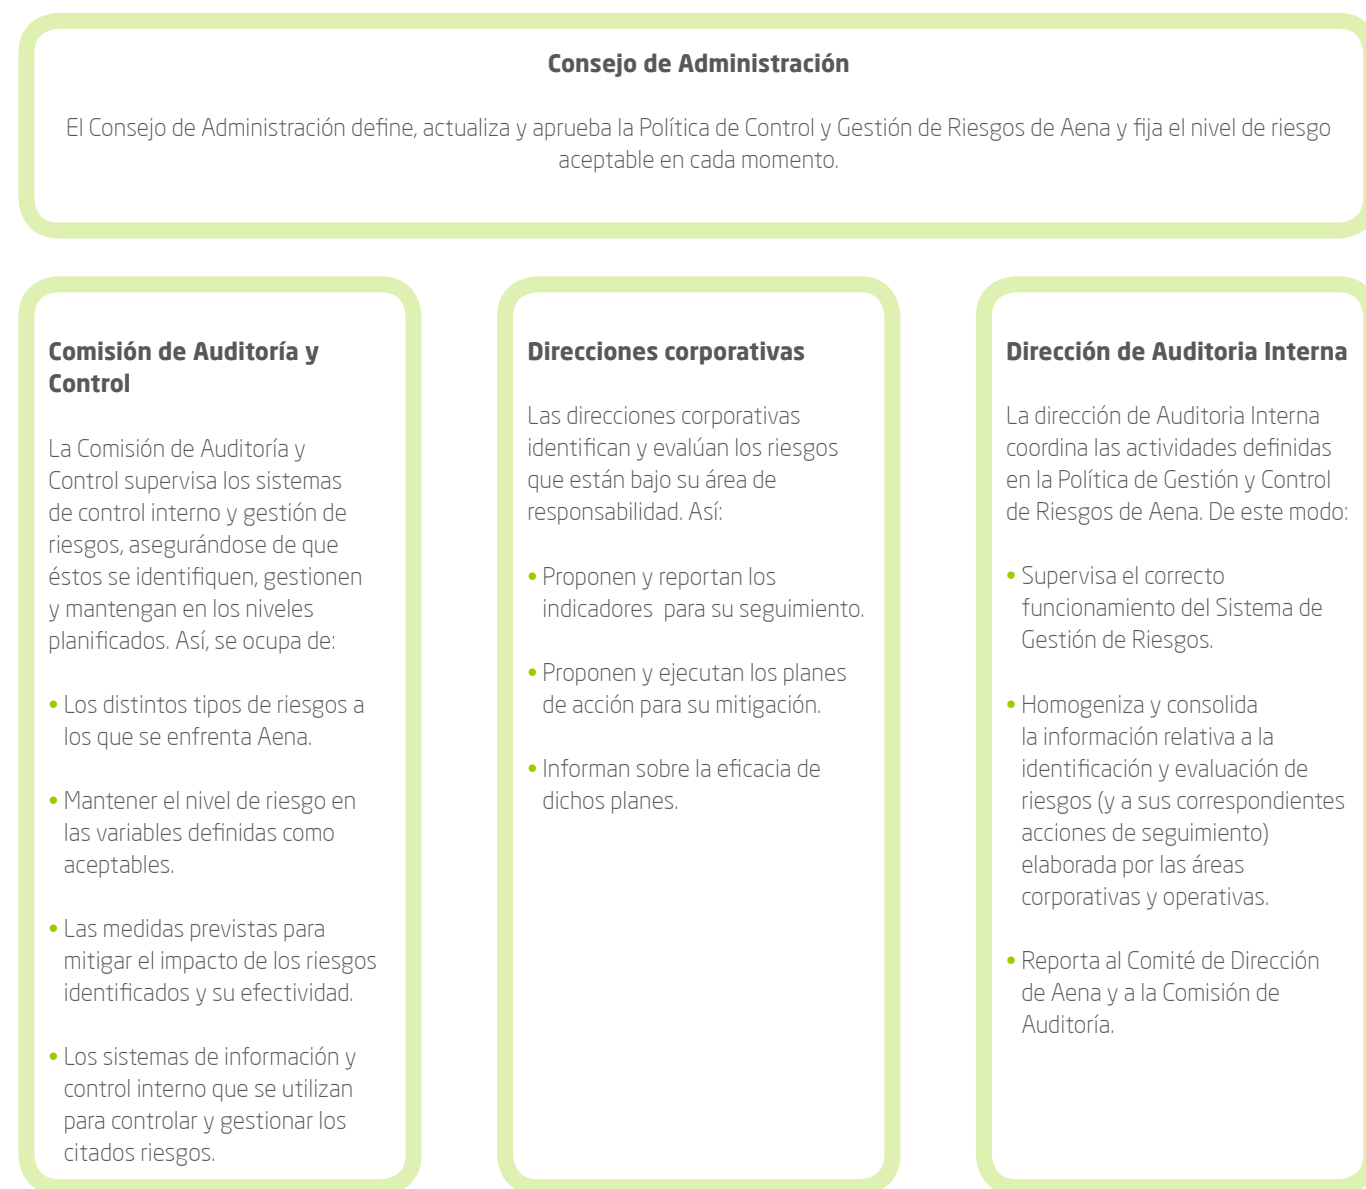 Consejo de Administración
El Consejo de Administración define, actualiza y aprueba la Política de Control y Gestión de Riesgos de Aena y fija el nivel de riesgo
aceptable en cada momento.
Comisión de Auditoría y
Control
La Comisión de Auditoría y
Control supervisa los sistemas
de control interno y gestión de
riesgos, asegurándose de que
éstos se identifiquen, gestionen
y mantengan en los niveles
planificados. Así, se ocupa de:
• Los distintos tipos de riesgos a
los que se enfrenta Aena.
• Mantener el nivel de riesgo en
las variables definidas como
aceptables.
• Las medidas previstas para
mitigar el impacto de los riesgos
identificados y su efectividad.
• Los sistemas de información y
control interno que se utilizan
para controlar y gestionar los
citados riesgos.
Direcciones corporativas
Las direcciones corporativas
identifican y evalúan los riesgos
que están bajo su área de
responsabilidad. Así:
• Proponen y reportan los
indicadores para su seguimiento.
• Proponen y ejecutan los planes
de acción para su mitigación.
• Informan sobre la eficacia de
dichos planes.
Dirección de Auditoria Interna
La dirección de Auditoria Interna
coordina las actividades definidas
en la Política de Gestión y Control
de Riesgos de Aena. De este modo:
• Supervisa el correcto
funcionamiento del Sistema de
Gestión de Riesgos.
• Homogeniza y consolida
la información relativa a la
identificación y evaluación de
riesgos (y a sus correspondientes
acciones de seguimiento)
elaborada por las áreas
corporativas y operativas.
• Reporta al Comité de Dirección
de Aena y a la Comisión de
Auditoría.